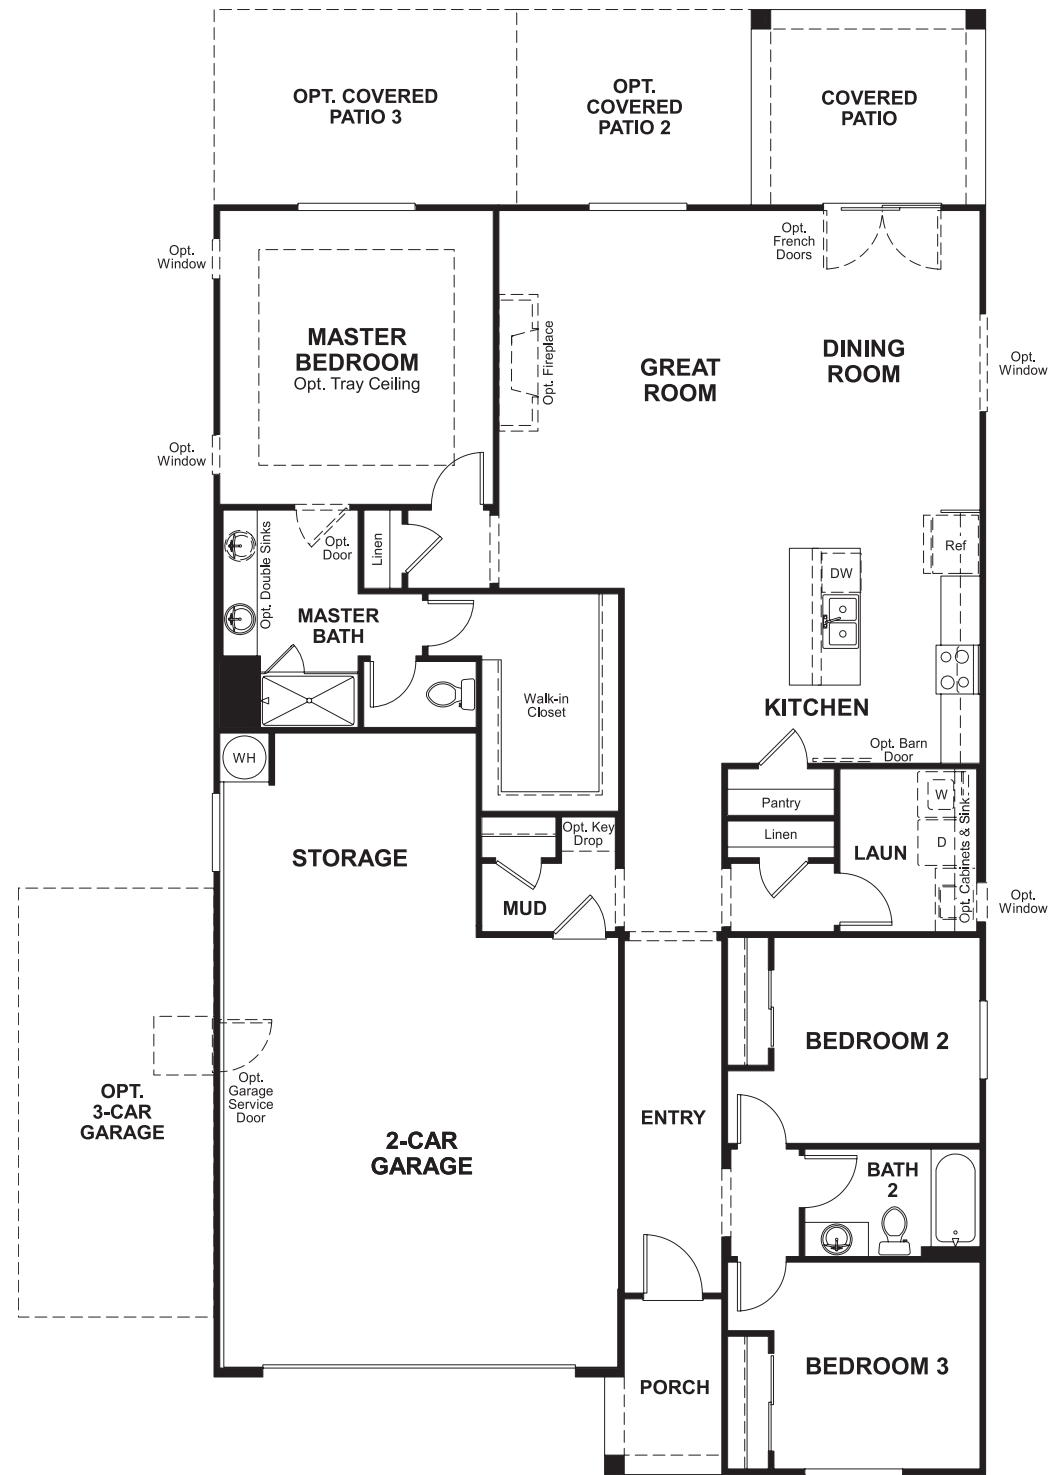 OPT. COVERED
PATIO 3
OPT.
COVERED
PATIO 2
COVERED
PATIO
Opt.
Window
Opt.
French
Doors
MASTER
BEDROOM
Opt. Tray Ceiling
Opt. Fireplace
GREAT
ROOM
DINING
ROOM
Opt.
Window
Opt.
Window
Opt. Double Sinks
Opt.
Door
Linen
Ref
DW
MASTER
BATH
Walk-in
Closet
KITCHEN
Opt. Barn
Door
WH
Pantry
W
Opt. Key
Drop
Linen
D
STORAGE
LAUN
Opt. Cabinets & Sink
MUD
Opt.
Window
BEDROOM 2
OPT.
3-CAR
GARAGE
Opt.
Garage
Service
Door
ENTRY
2-CAR
GARAGE
BATH
2
BEDROOM 3
PORCH